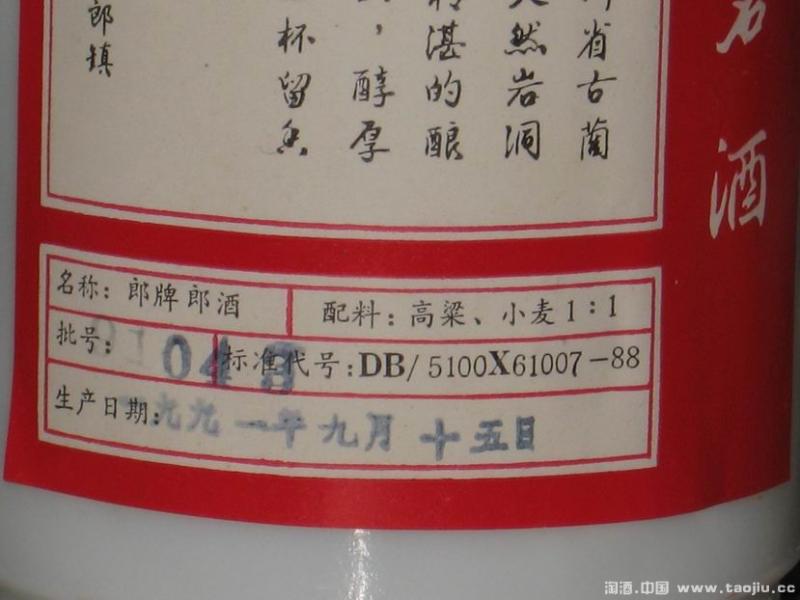 名 酒
省古蔺
天然岩洞
湛的酿
，醇厚
杯留香
郎镇
名称：郎牌郎酒
配料：高粱、小麦1：1
批号：
标准代号：DB/5100X61007-88
生产日期：一九九一年九月十五日
淘酒.中国 www.taojiu.cc